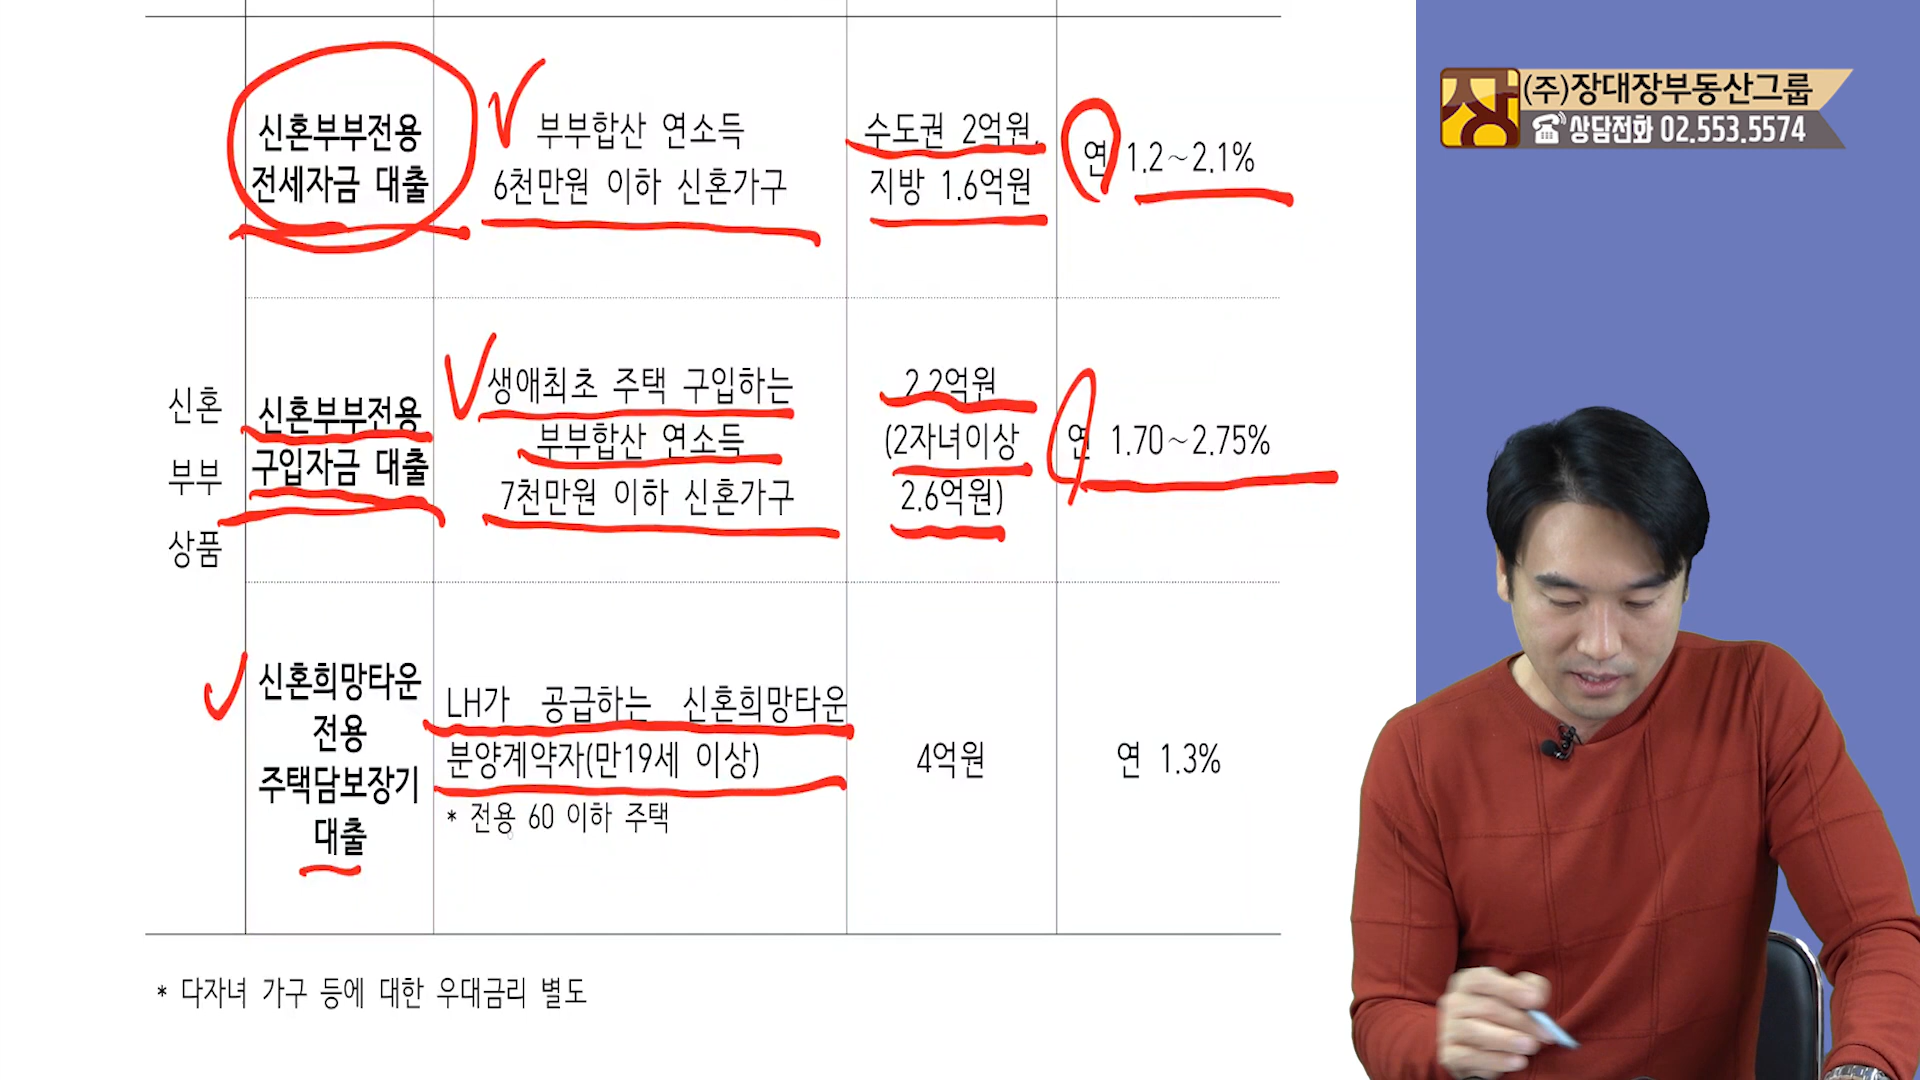 신혼부부전용
전세자금 대출
부부합산 연소득
6천만원 이하 신혼가구
수도권 2억원,
지방 1.6억원
연 1.2~2.1%
신혼
부부
상품
신혼부부전용
구입자금 대출
생애최초 주택 구입하는
부부합산 연소득
7천만원 이하 신혼가구
2.2억원
(2자녀이상
2.6억원)
연 1.70~2.75%
신혼희망타운
전용
주택담보장기
대출
LH가 공급하는 신혼희망타운
분양계약자(만19세 이상)
* 전용 60 이하 주택
4억원
연 1.3%
* 다자녀 가구 등에 대한 우대금리 별도
장
(주)장대장부동산그룹
상담전화 02.553.5574